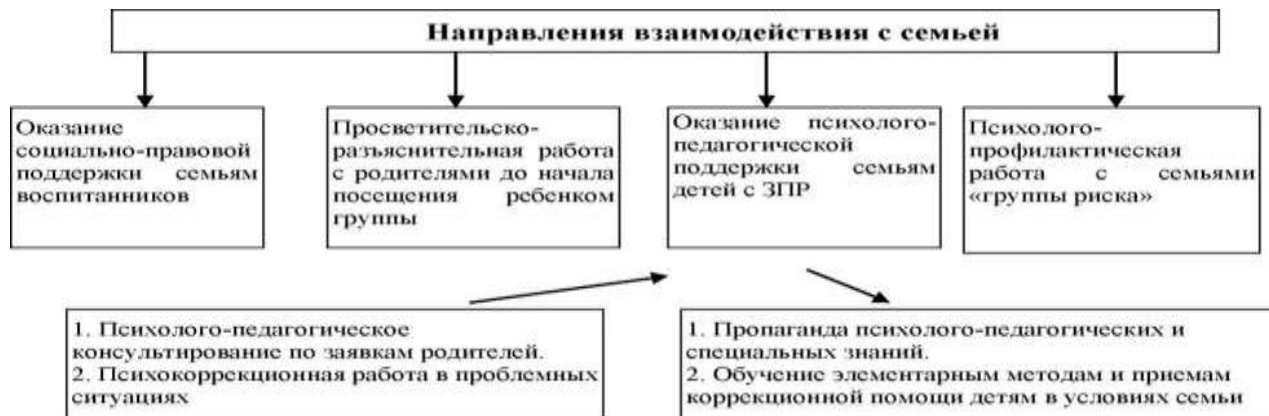 Направления взаимодействия с семьей
Оказание
социально-правовой
поддержки семьям
воспитанников
Просветительско-
разъяснительная работа
с родителями до начала
посещения ребенком
группы
Оказание психолого-
педагогической
поддержки семьям
детей с ЗПР
Психолого-
профилактическая
работа с семьями
«группы риска»
1. Психолого-педагогическое
консультирование по заявкам родителей.
2. Психокоррекционная работа в проблемных
ситуациях
1. Пропаганда психолого-педагогических и
специальных знаний.
2. Обучение элементарным методам и приемам
коррекционной помощи детям в условиях семьи